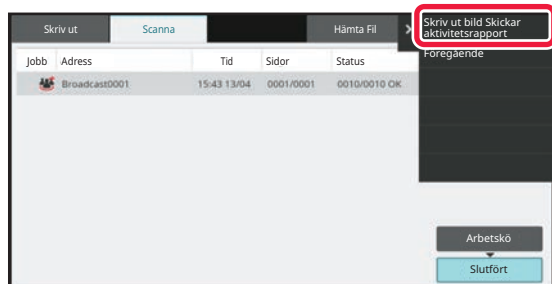 Skriv ut Scanna Hämta Fil
Skriv ut bild Skickar
aktivitetsrapport
Föregående
Jobb Adress Tid Sidor Status
Broadcast0001 15:43 13/04 0001/0001 0010/0010 OK
Arbetskö
Slutfört